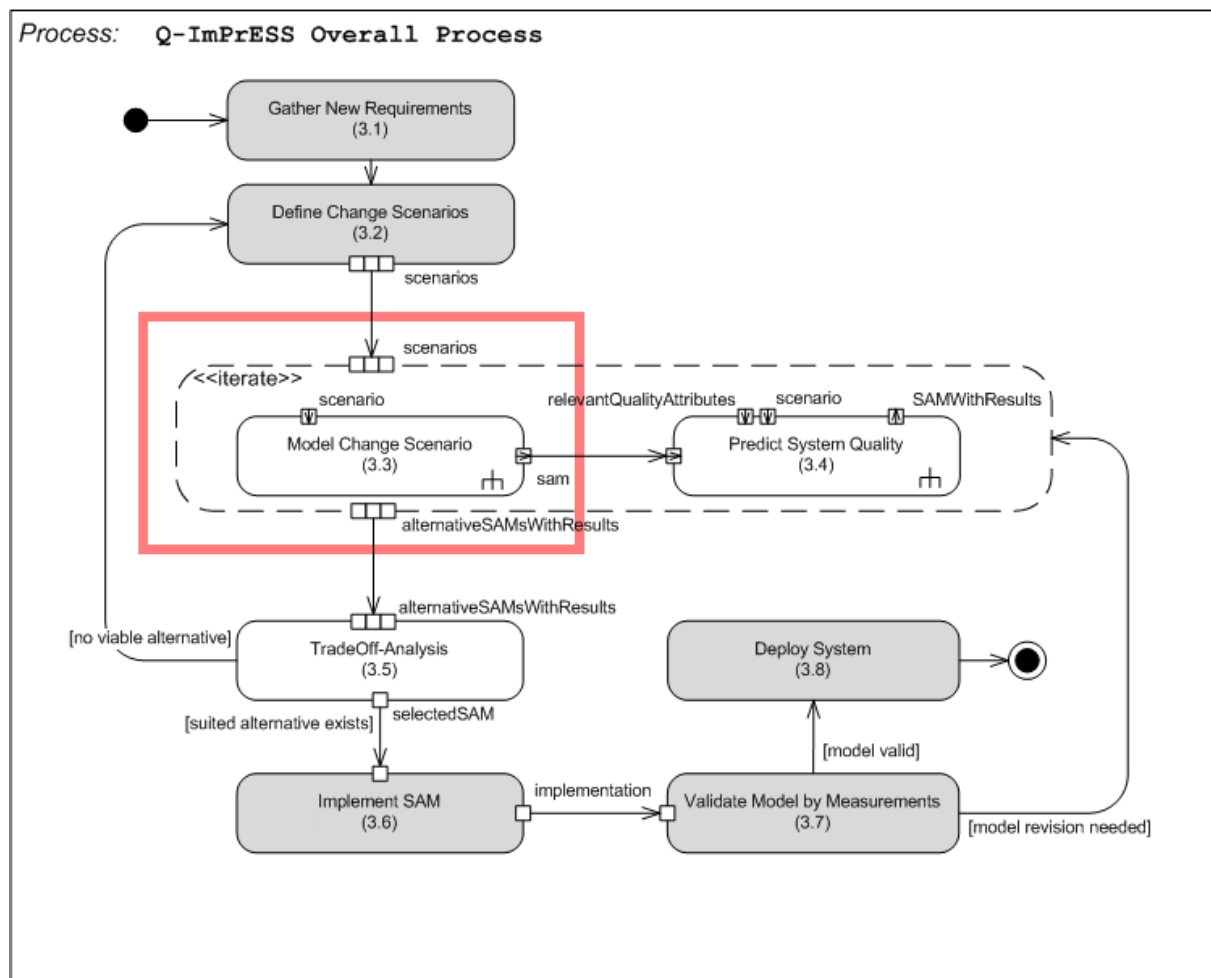 Process: Q-ImPrESS Overall Process
Gather New Requirements
(3.1)
Define Change Scenarios
(3.2)
scenarios
scenarios
<<iterate>>
scenario
relevantQualityAttributes
scenario
SAMWithResults
Model Change Scenario
(3.3)
sam
Predict System Quality
(3.4)
alternativeSAMsWithResults
alternativeSAMsWithResults
[no viable alternative]
TradeOff-Analysis
(3.5)
Deploy System
(3.8)
selectedSAM
[suited alternative exists]
[model valid]
Implement SAM
(3.6)
implementation
Validate Model by Measurements
(3.7)
[model revision needed]